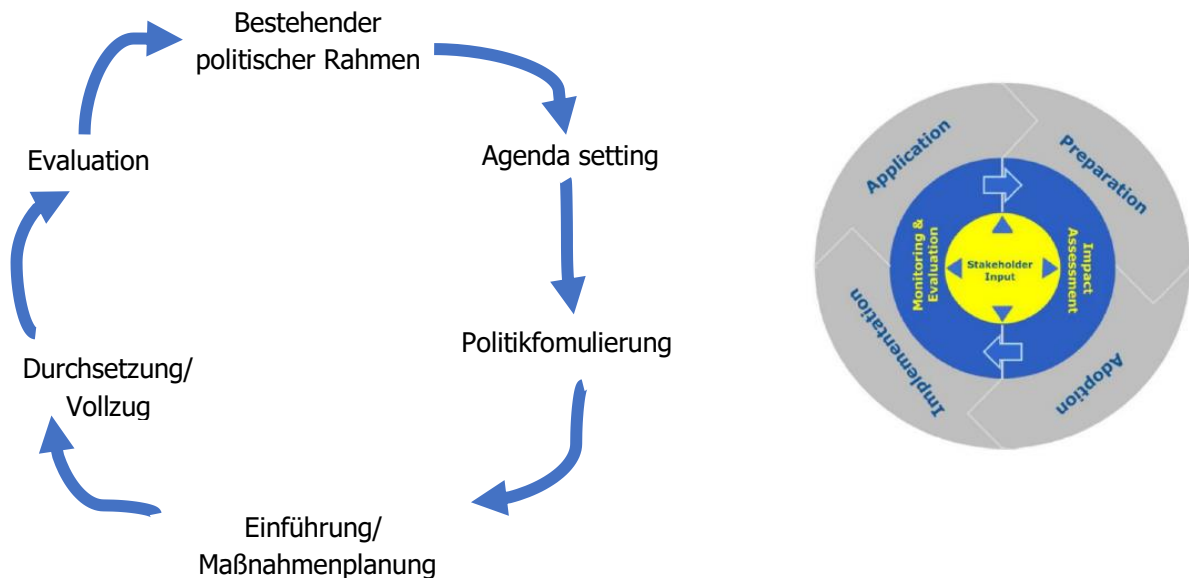 Bestehender
politischer Rahmen
Agenda setting
Politikfomulierung
Einführung/
Maßnahmenplanung
Durchsetzung/
Vollzug
Evaluation
Application
Preparation
Adoption
Implementation
Monitoring &
Evaluation
Impact
Assessment
Stakeholder
Input